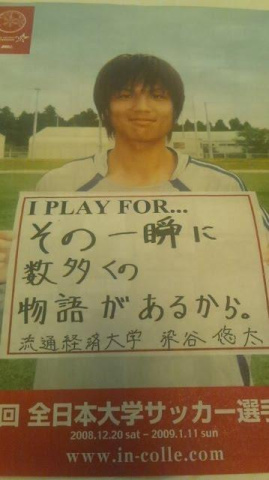 I PLAY FOR...
その一瞬に
数多くの
物語があるから。
流通経済大学 染谷悠太
回 全日本大学サッカー選手
2008.12.20 sat – 2009.1.11 sun
www.in-colle.com